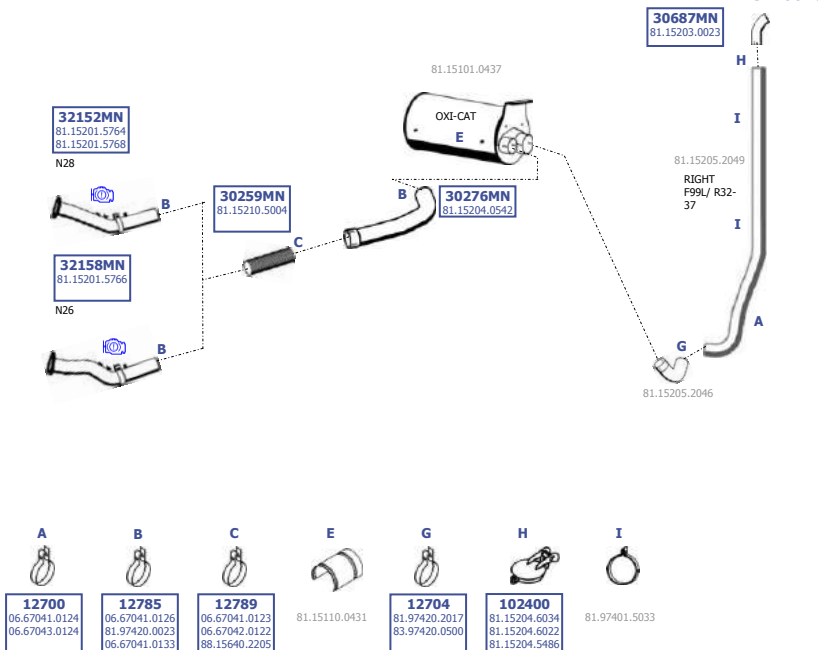 30687MN
81.15203.0023
H
81.15101.0437
OXI-CAT
E
I
32152MN
81.15201.5764
81.15201.5768
N28
81.15205.2049
RIGHT
F99L/ R32-
37
B
30259MN
81.15210.5004
B
30276MN
81.15204.0542
I
C
32158MN
81.15201.5766
N26
A
B
G
81.15205.2046
A
B
C
E
G
H
I
12700
06.67041.0124
06.67043.0124
12785
06.67041.0126
81.97420.0023
06.67041.0133
12789
06.67041.0123
06.67042.0122
88.15640.2205
81.15110.0431
12704
81.97420.2017
83.97420.0500
102400
81.15204.6034
81.15204.6022
81.15204.5486
81.97401.5033